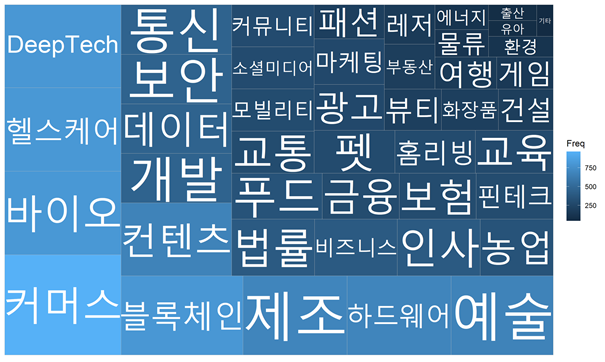 DeepTech
헬스케어
바이오
커머스
통신
보안
데이터
개발
컨텐츠
블록체인
제조
하드웨어
예술
커뮤니티
패션
레저
에너지
출산
유아
기타
물류
환경
소셜미디어
마케팅
부동산
여행
게임
모빌리티
광고
뷰티
화장품
건설
교통
펫
홈리빙
교육
푸드
금융
보험
핀테크
법률
비즈니스
인사
농업
Freq
750
500
250